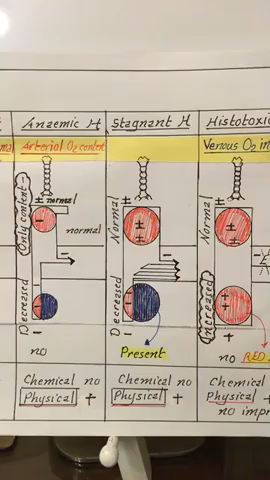 Anaemic H
Stagnant H
Histotoxic
Arterial O2 content
Venous O2 in
± normal
Only content -
-
normal
-
Decreased
±
-
-
no
±
Normal
±
±
-
Decreased
±
-
-
Present
±
Normal
±
±
Increased
+
+
+
no RED
Chemical no
Physical +
Chemical no
Physical +
Chemical
Physical +
no impr